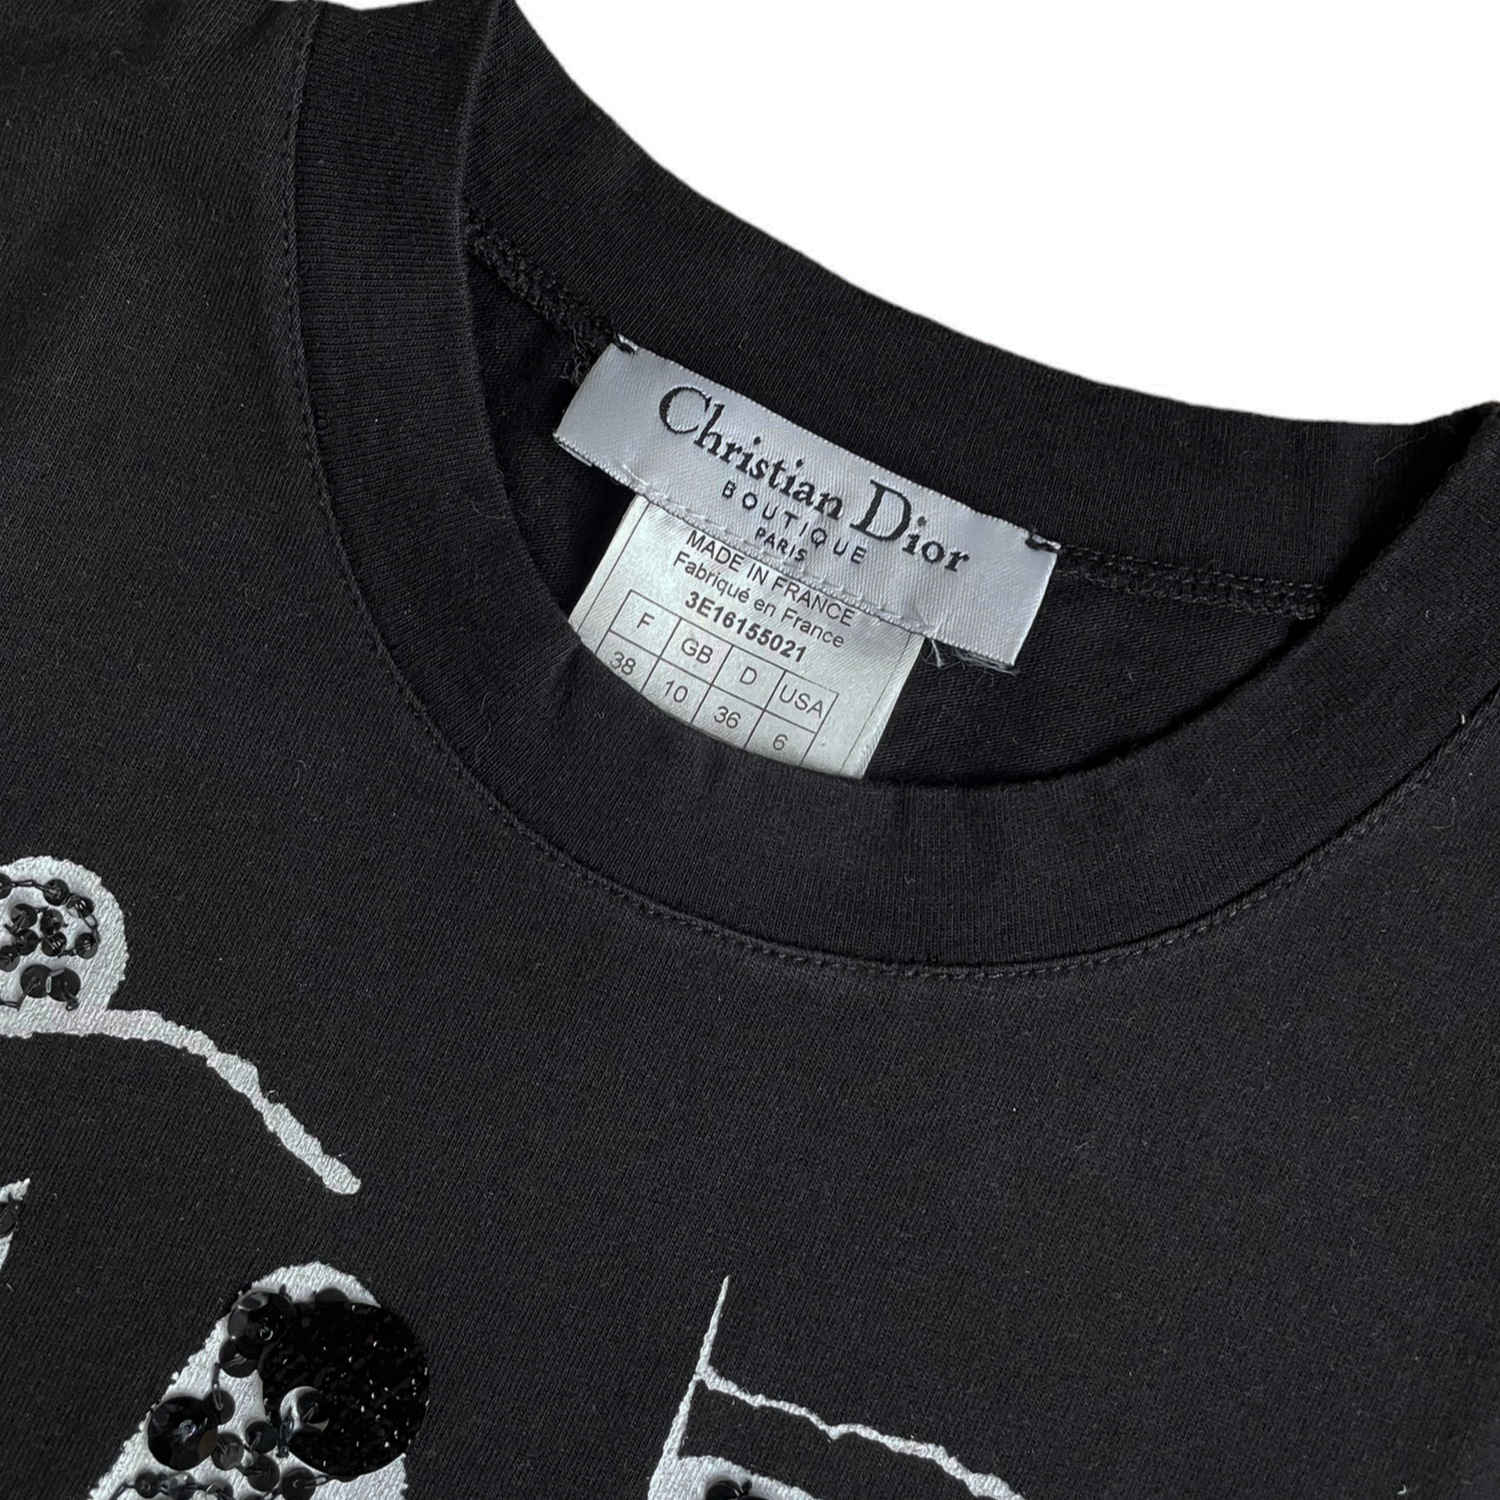 Christian Dior
BOUTIQUE
PARIS
MADE IN FRANCE
Fabriqué en France
3E16155021
F GB D USA
38 10 36 6